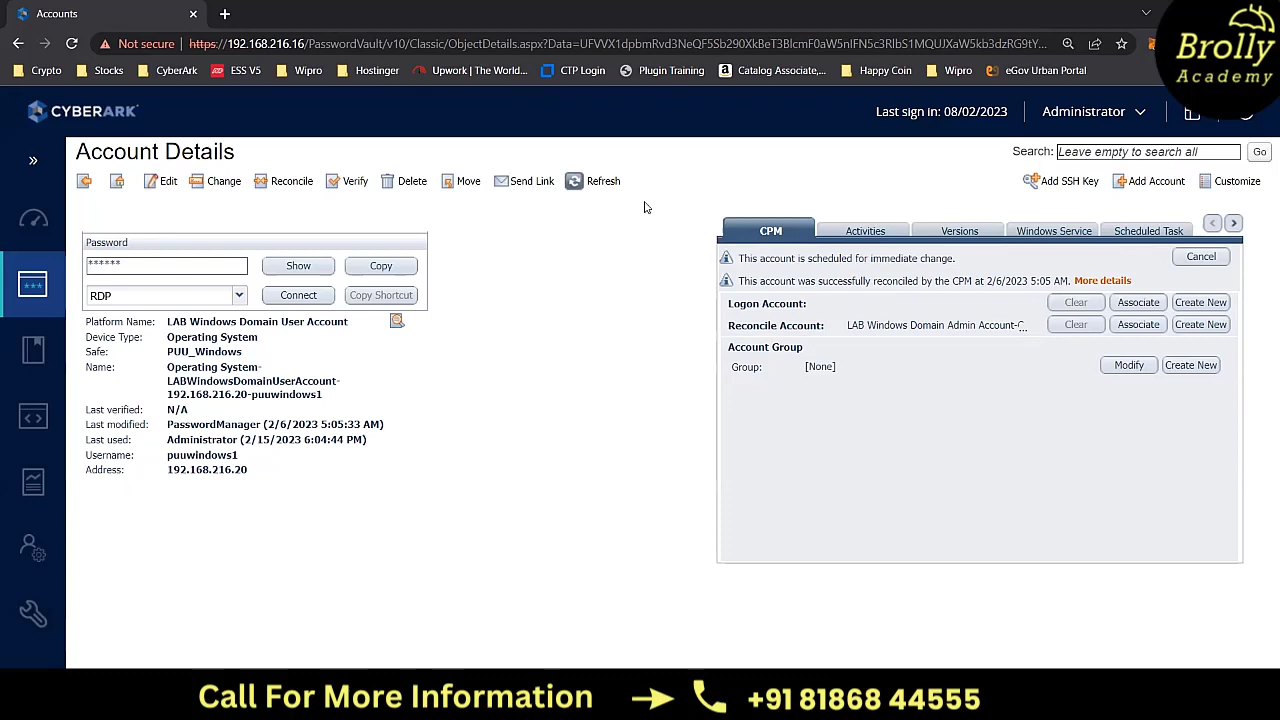 Accounts
Brolly
Academy
Not secure
https://192.168.216.16/PasswordVault/v10/Classic/ObjectDetails.aspx?Data=
Crypto
Stocks
CyberArk
ESS V5
Wipro
Hostinger
Upwork | The World...
CTP Login
Plugin Training
Catalog Associate,...
Happy Coin
Wipro
eGov Urban Portal
CYBERARK
Last sign in: 08/02/2023
Administrator
Account Details
Search: Leave empty to search all Go
Edit Change Reconcile Verify Delete Move Send Link Refresh
Add SSH Key Add Account Customize
Password
****** Show Copy
RDP Connect Copy Shortcut
Platform Name: LAB Windows Domain User Account
Device Type: Operating System
Safe: PUU_Windows
Name: Operating System-
LABWindowsDomainUserAccount-
192.168.216.20-puuwindows1
Last verified: N/A
Last modified: PasswordManager (2/6/2023 5:05:33 AM)
Last used: Administrator (2/15/2023 6:04:44 PM)
Username: puuwindows1
Address: 192.168.216.20
CPM Activities Versions Windows Service Scheduled Task
This account is scheduled for immediate change. Cancel
This account was successfully reconciled by the CPM at 2/6/2023 5:05 AM. More details
Logon Account: Clear Associate Create New
Reconcile Account: LAB Windows Domain Admin Account-C... Clear Associate Create New
Account Group
Group: [None] Modify Create New
Call For More Information +91 81868 44555